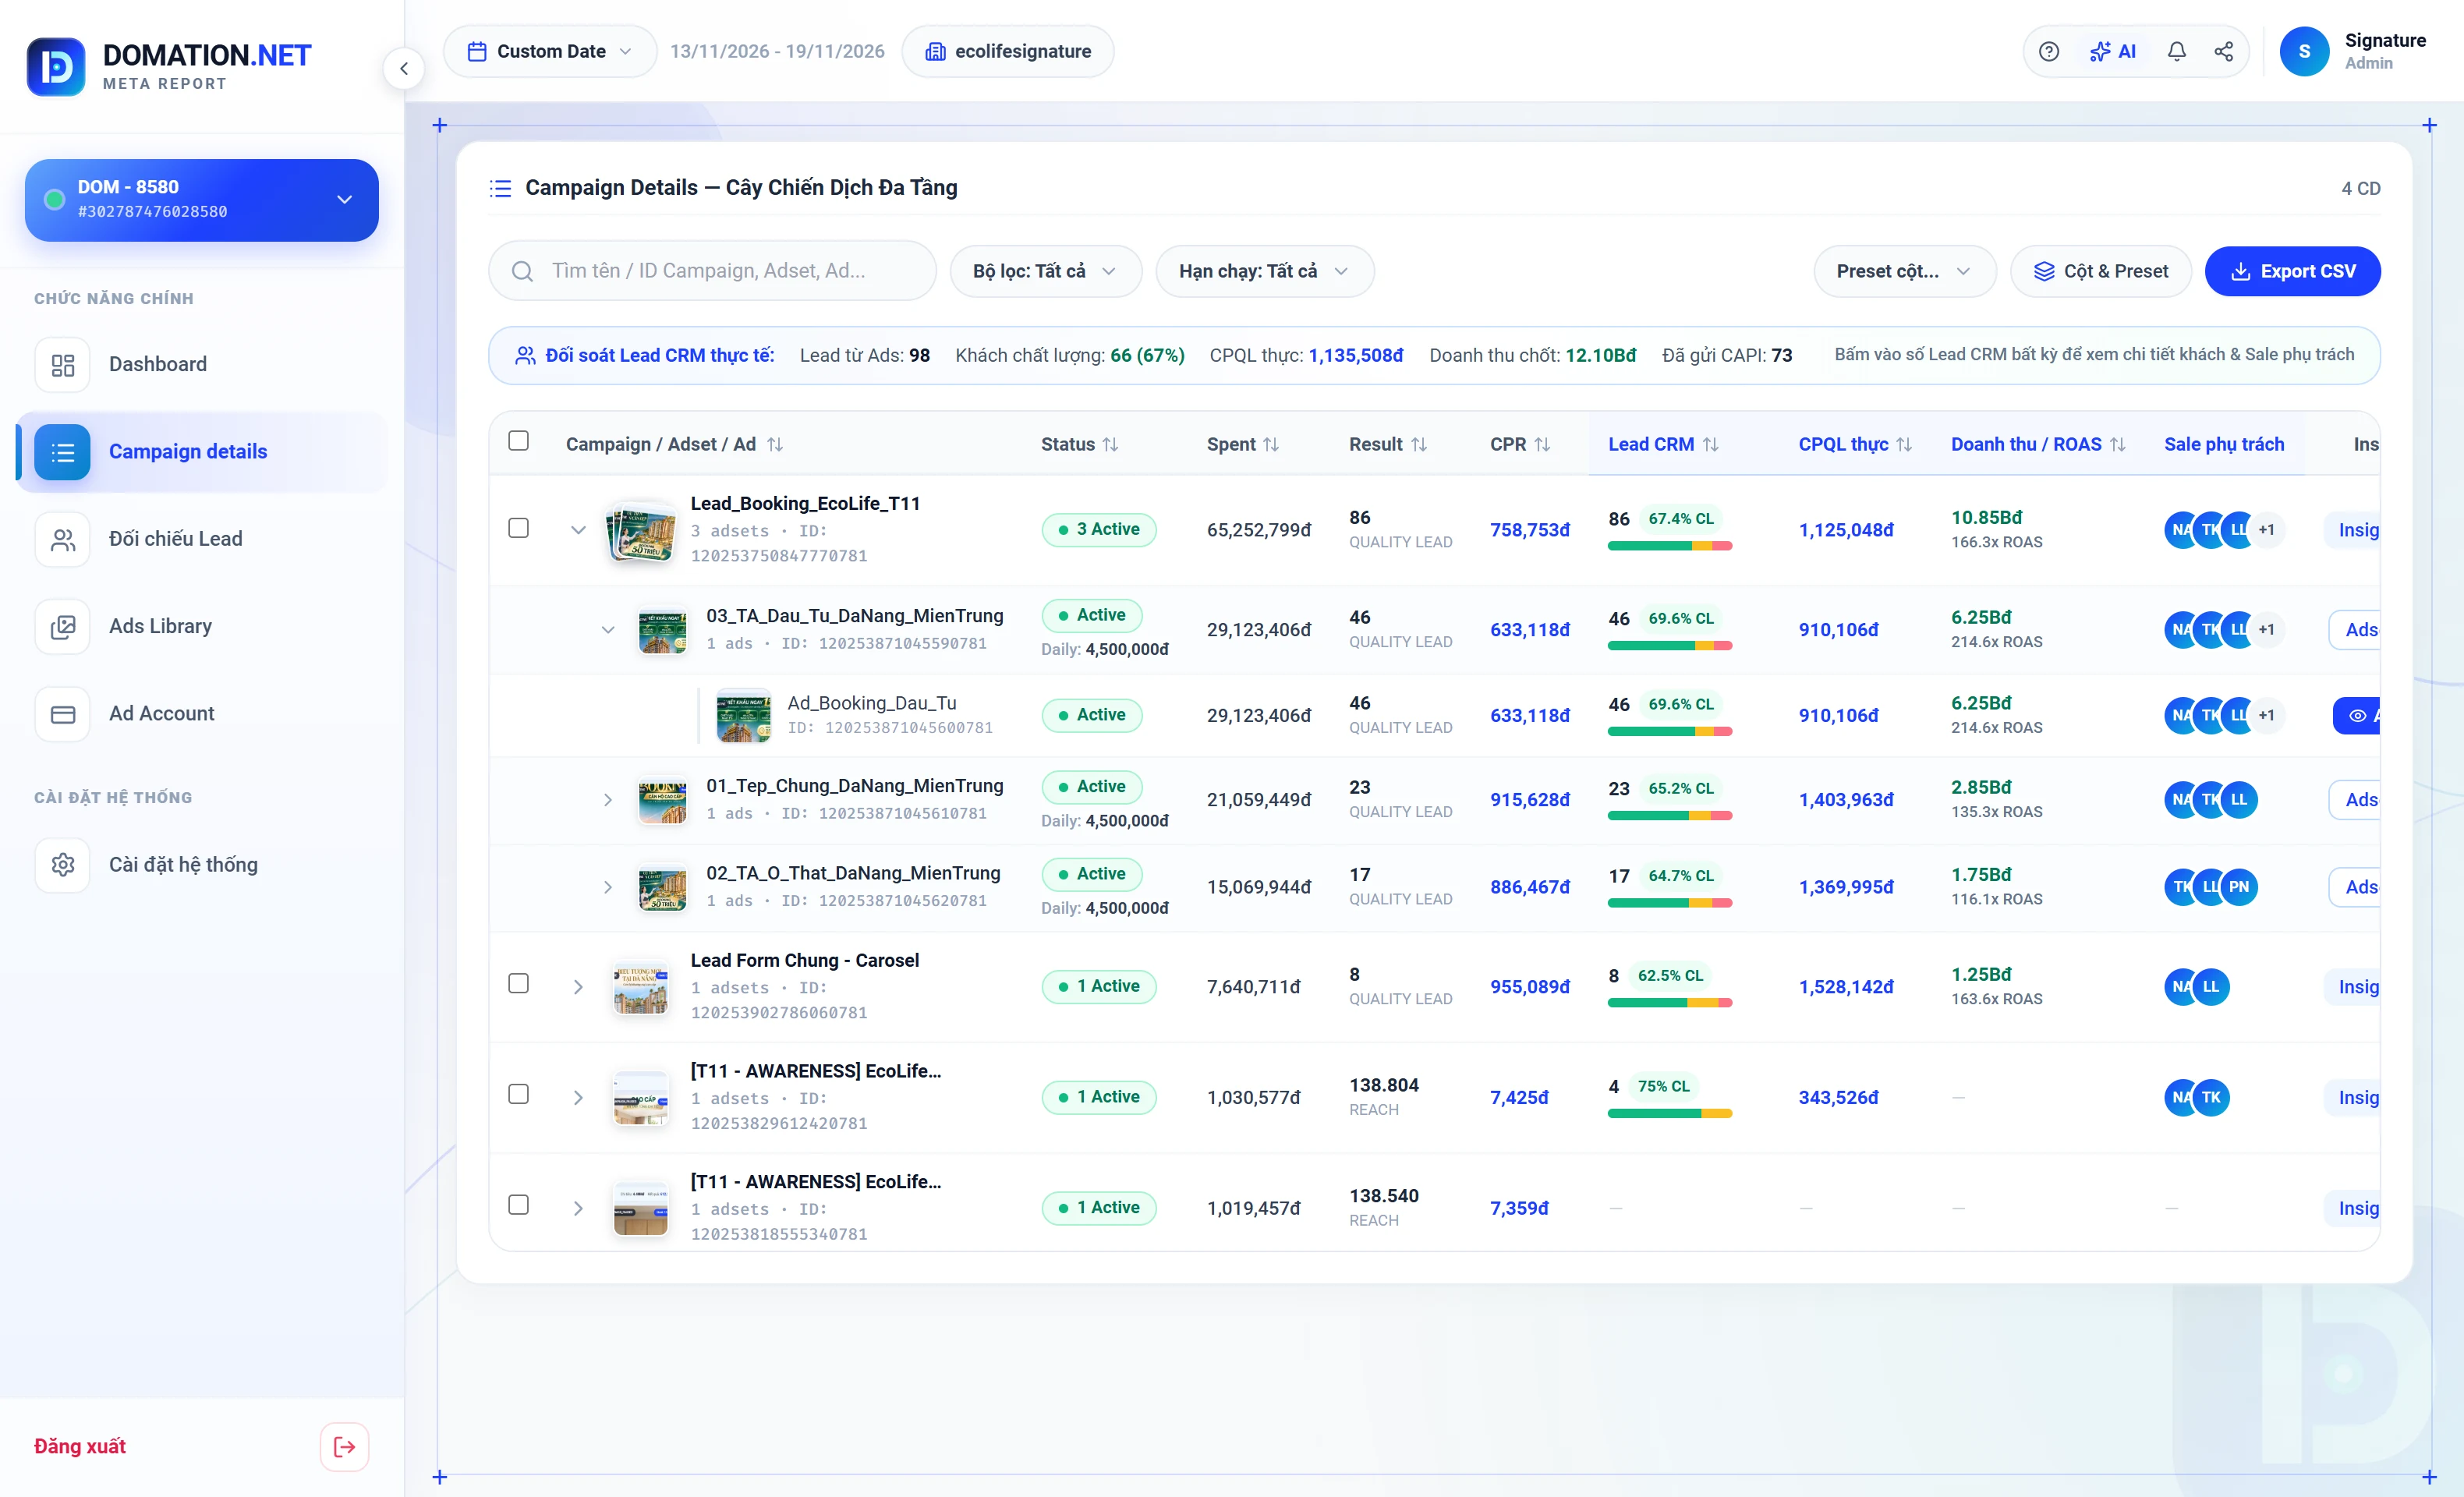 DOMATION.NET
META REPORT
Custom Date
13/11/2026 - 19/11/2026
ecolifesignature
AI
S
Signature
Admin
DOM - 8580
#302787476028580
CHỨC NĂNG CHÍNH
Dashboard
Campaign details
Đối chiếu Lead
Ads Library
Ad Account
CÀI ĐẶT HỆ THỐNG
Cài đặt hệ thống
Đăng xuất
Campaign Details — Cây Chiến Dịch Đa Tầng
4 CD
Tìm tên / ID Campaign, Adset, Ad...
Bộ lọc: Tất cả
Hạn chạy: Tất cả
Preset cột...
Cột & Preset
Export CSV
Đối soát Lead CRM thực tế: Lead từ Ads: 98 Khách chất lượng: 66 (67%) CPQL thực: 1,135,508đ Doanh thu chốt: 12.10Bđ Đã gửi CAPI: 73 Bấm vào số Lead CRM bất kỳ để xem chi tiết khách & Sale phụ trách
Campaign / Adset / Ad Status Spent Result CPR Lead CRM CPQL thực Doanh thu / ROAS Sale phụ trách Ins
Lead_Booking_EcoLife_T11
3 adsets • ID:
120253750847770781
3 Active
65,252,799đ
86
QUALITY LEAD
758,753đ
86 67.4% CL
1,125,048đ
10.85Bđ
166.3x ROAS
NA TK LL +1
Insig
03_TA_Dau_Tu_DaNang_MienTrung
1 ads • ID: 120253871045590781
Active
Daily: 4,500,000đ
29,123,406đ
46
QUALITY LEAD
633,118đ
46 69.6% CL
910,106đ
6.25Bđ
214.6x ROAS
NA TK LL +1
Ads
Ad_Booking_Dau_Tu
ID: 120253871045600781
Active
29,123,406đ
46
QUALITY LEAD
633,118đ
46 69.6% CL
910,106đ
6.25Bđ
214.6x ROAS
NA TK LL +1
A
01_Tep_Chung_DaNang_MienTrung
1 ads • ID: 120253871045610781
Active
Daily: 4,500,000đ
21,059,449đ
23
QUALITY LEAD
915,628đ
23 65.2% CL
1,403,963đ
2.85Bđ
135.3x ROAS
NA TK LL
Ads
02_TA_O_That_DaNang_MienTrung
1 ads • ID: 120253871045620781
Active
Daily: 4,500,000đ
15,069,944đ
17
QUALITY LEAD
886,467đ
17 64.7% CL
1,369,995đ
1.75Bđ
116.1x ROAS
TK LL PN
Ads
Lead Form Chung - Carosel
1 adsets • ID:
120253902786060781
1 Active
7,640,711đ
8
QUALITY LEAD
955,089đ
8 62.5% CL
1,528,142đ
1.25Bđ
163.6x ROAS
NA LL
Insig
[T11 - AWARENESS] EcoLife...
1 adsets • ID:
120253829612420781
1 Active
1,030,577đ
138.804
REACH
7,425đ
4 75% CL
343,526đ
—
NA TK
Insig
[T11 - AWARENESS] EcoLife...
1 adsets • ID:
120253818555340781
1 Active
1,019,457đ
138.540
REACH
7,359đ
— — — —
Insig